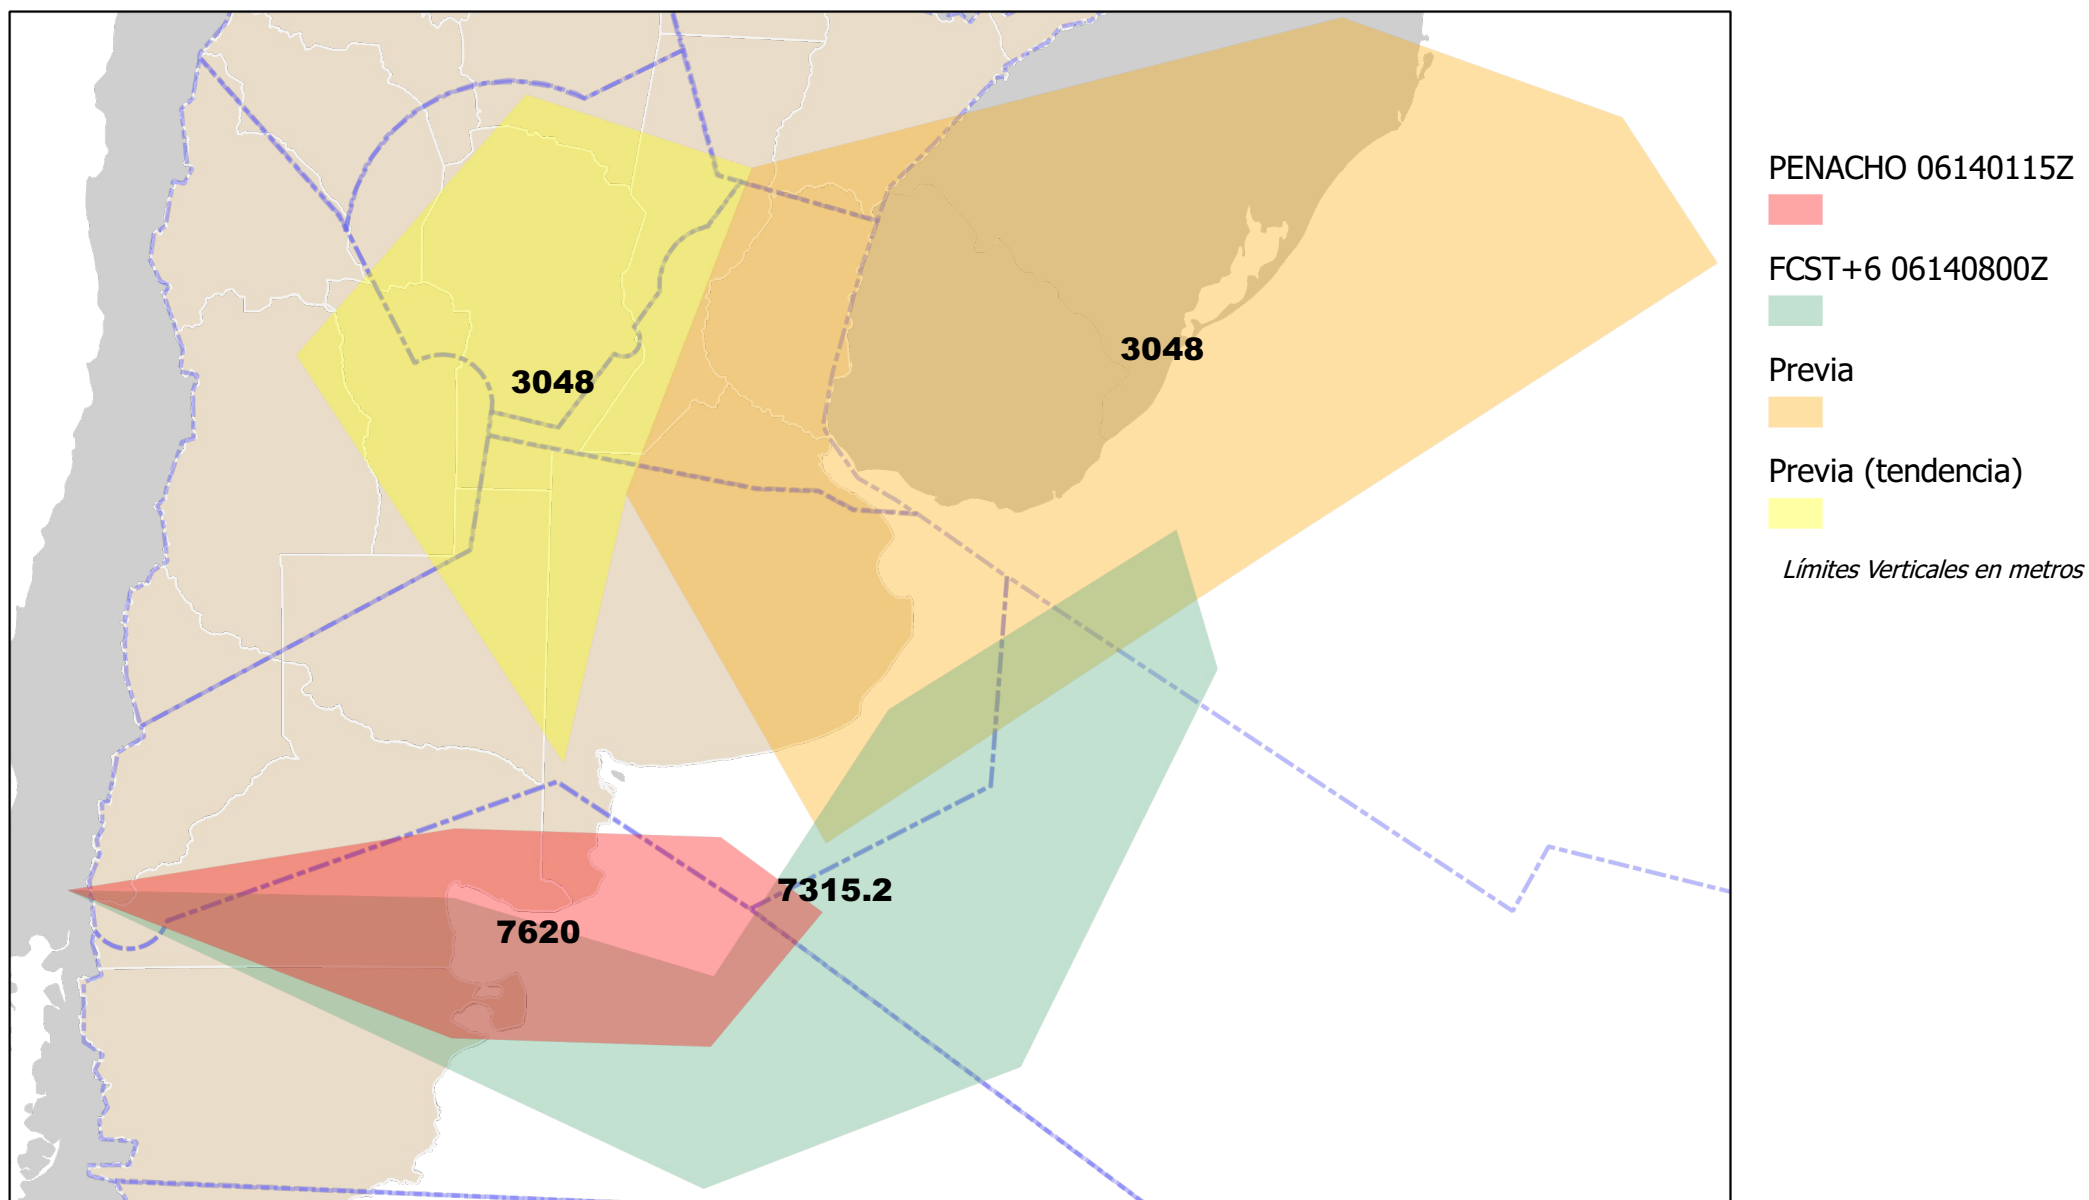 3048
3048
7315.2
7620
PENACHO 06140115Z
FCST+6 06140800Z
Previa
Previa (tendencia)
Límites Verticales en metros